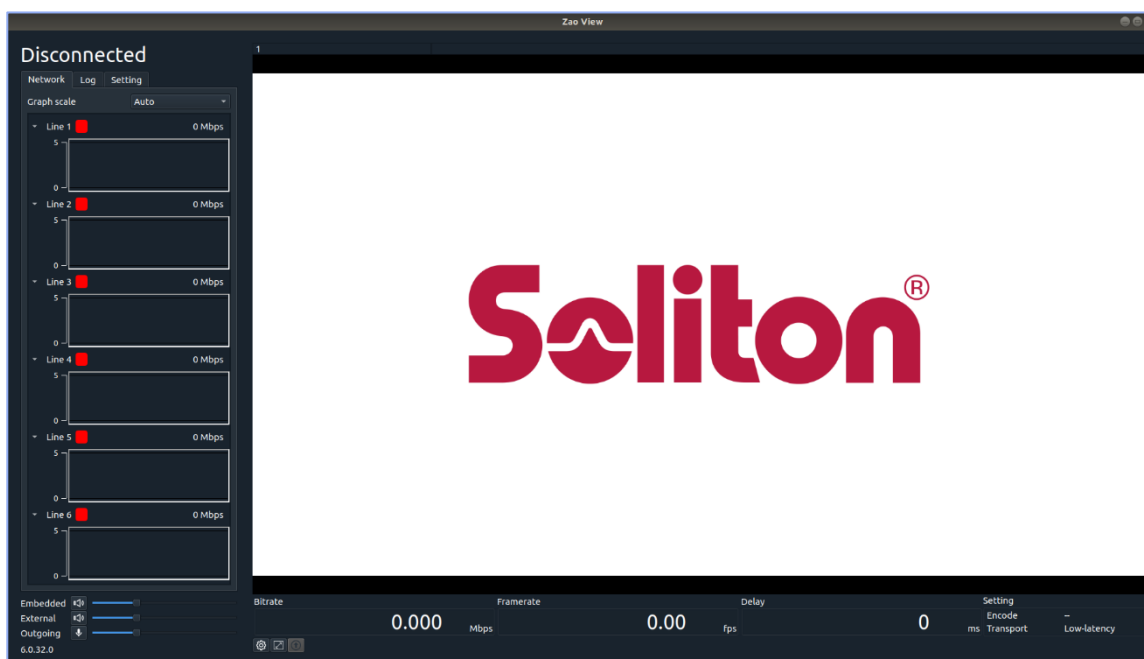 Zao View
Disconnected
1
Network Log Setting
Graph scale Auto
Line 1 0 Mbps
5
0
Line 2 0 Mbps
5
0
Line 3 0 Mbps
5
0
Line 4 0 Mbps
5
0
Line 5 0 Mbps
5
0
Line 6 0 Mbps
5
0
Soliton®
Embedded
External
Outgoing
6.0.32.0
Bitrate Framerate Delay Setting
0.000 Mbps 0.00 fps 0 ms
Encode –
Transport Low-latency